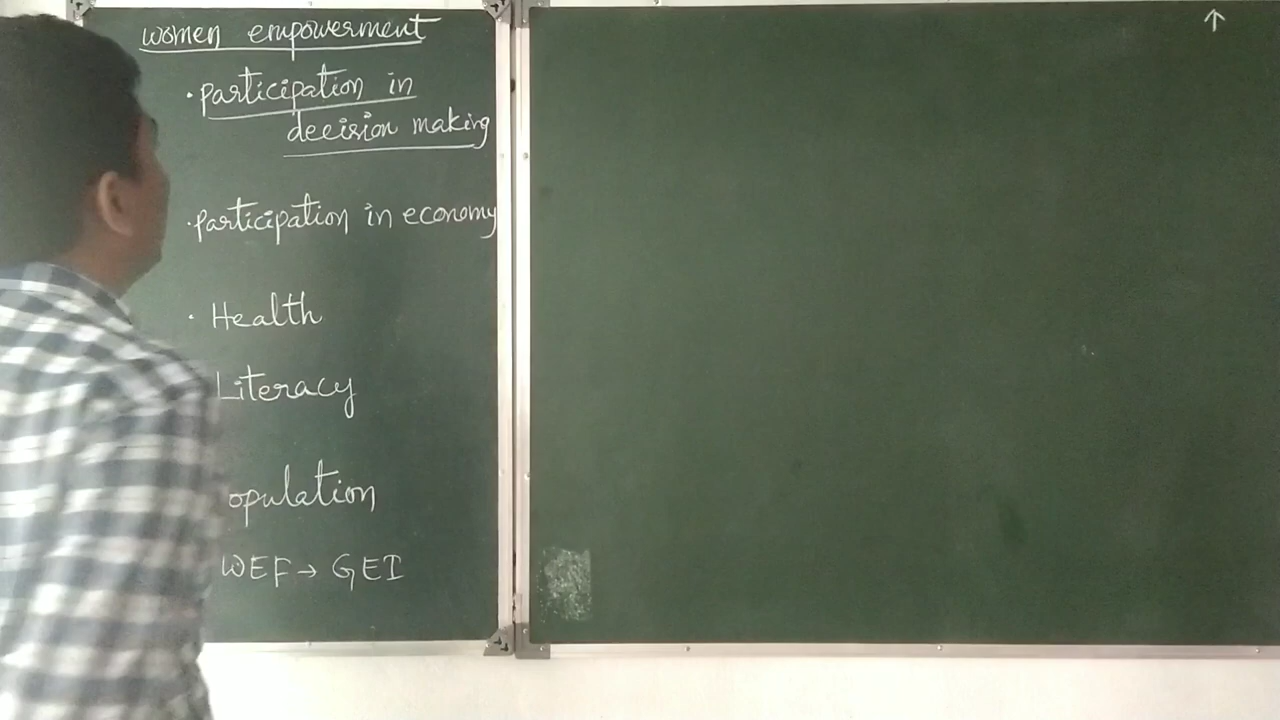 women empowerment
· participation in
decision making
· participation in economy
· Health
Literacy
opulation
WEF → GEI
↑